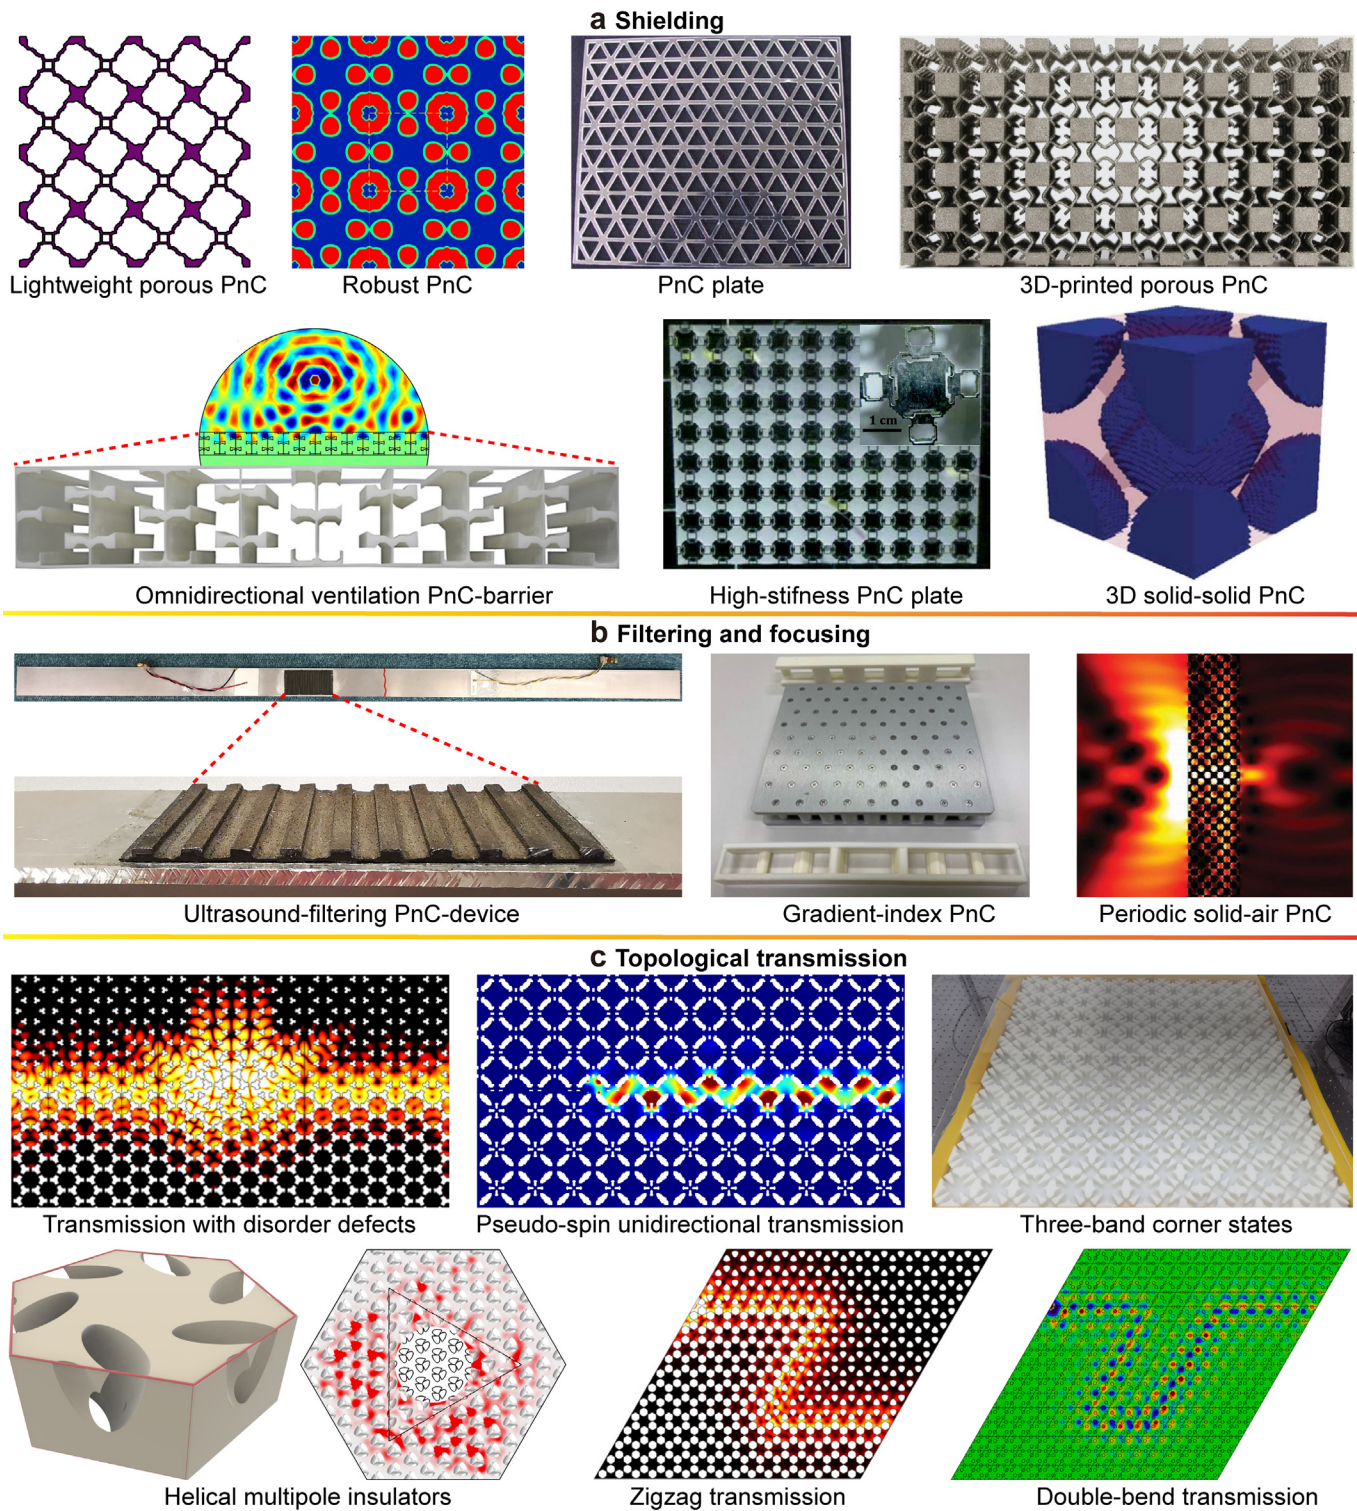 a Shielding
Lightweight porous PnC
Robust PnC
PnC plate
3D-printed porous PnC
1 cm
Omnidirectional ventilation PnC-barrier
High-stifness PnC plate
3D solid-solid PnC
b Filtering and focusing
Ultrasound-filtering PnC-device
Gradient-index PnC
Periodic solid-air PnC
c Topological transmission
Transmission with disorder defects
Pseudo-spin unidirectional transmission
Three-band corner states
Helical multipole insulators
Zigzag transmission
Double-bend transmission